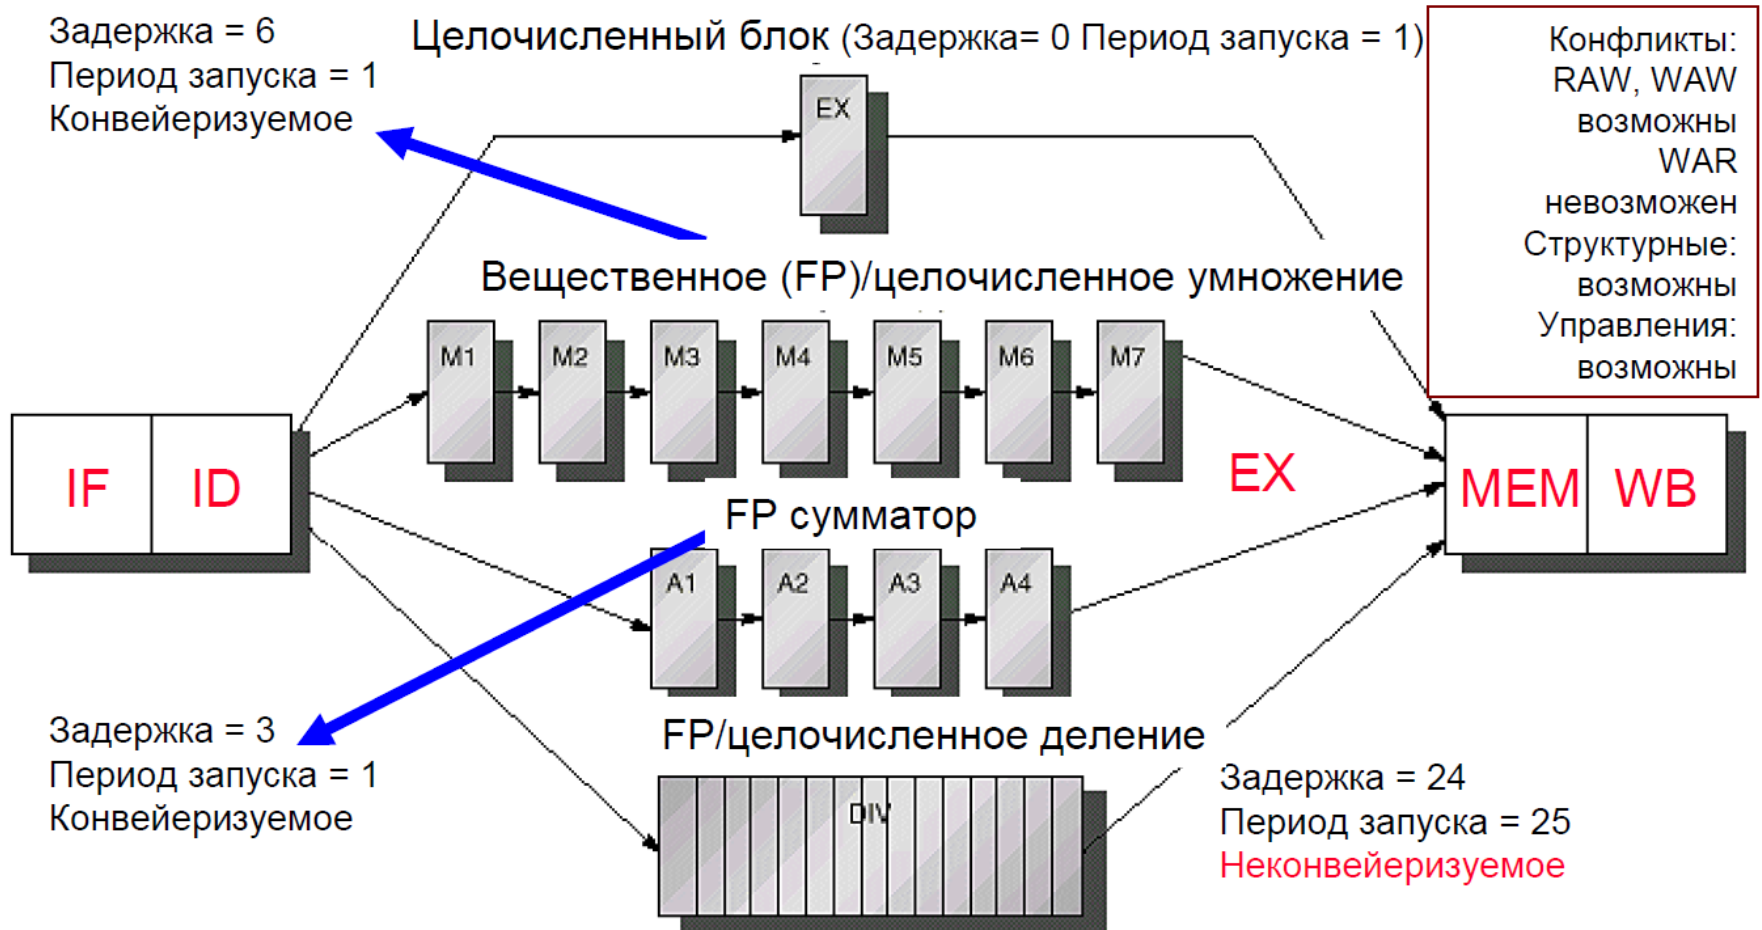 Задержка = 6
Период запуска = 1
Конвейеризуемое
Целочисленный блок (Задержка= 0 Период запуска = 1)
Конфликты:
RAW, WAW
возможны
WAR
невозможен
Структурные:
возможны
Управления:
возможны
EX
Вещественное (FP)/целочисленное умножение
M1 M2 M3 M4 M5 M6 M7
IF ID
EX
MEM WB
FP сумматор
A1 A2 A3 A4
Задержка = 3
Период запуска = 1
Конвейеризуемое
FP/целочисленное деление
DIV
Задержка = 24
Период запуска = 25
Неконвейеризуемое